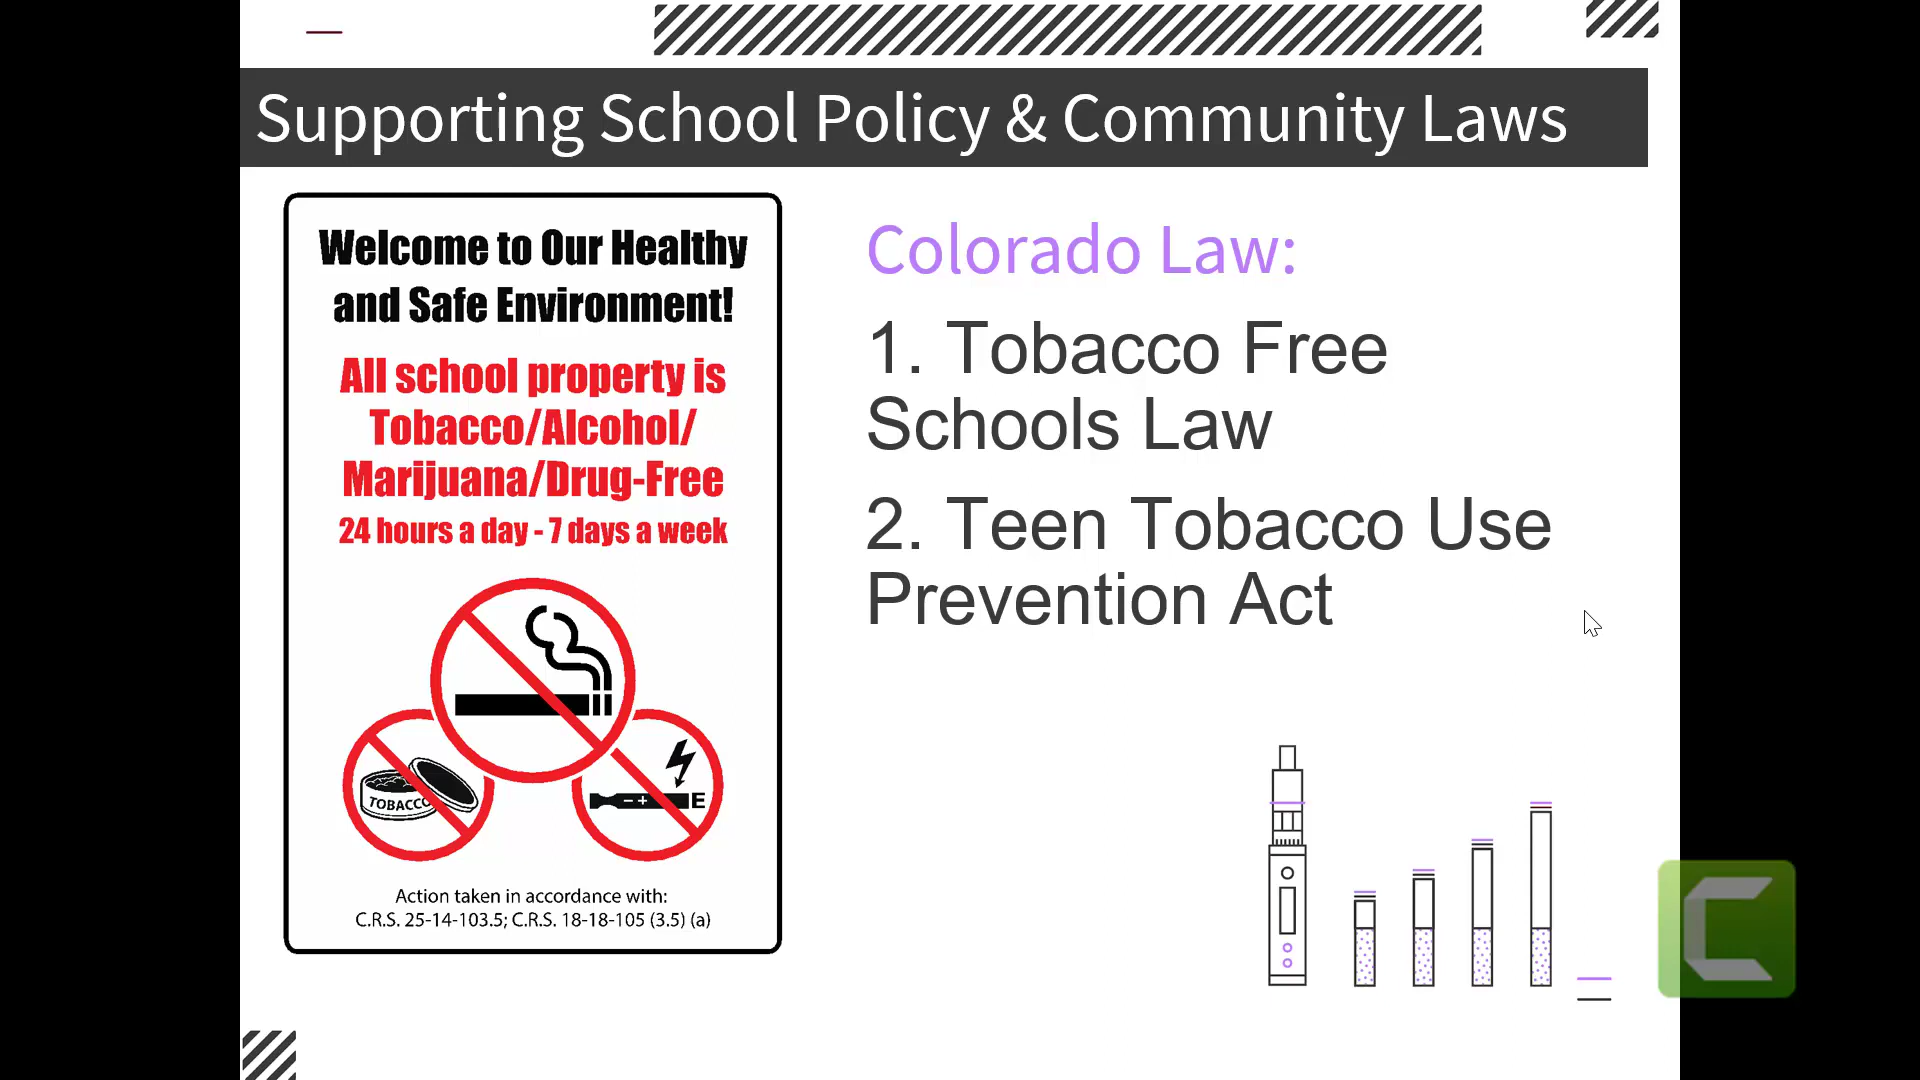 Supporting School Policy & Community Laws
Welcome to Our Healthy
and Safe Environment!
All school property is
Tobacco/Alcohol/
Marijuana/Drug-Free
24 hours a day - 7 days a week
TOBACCO
- + E
Action taken in accordance with:
C.R.S. 25-14-103.5; C.R.S. 18-18-105 (3.5) (a)
Colorado Law:
1. Tobacco Free
Schools Law
2. Teen Tobacco Use
Prevention Act
C